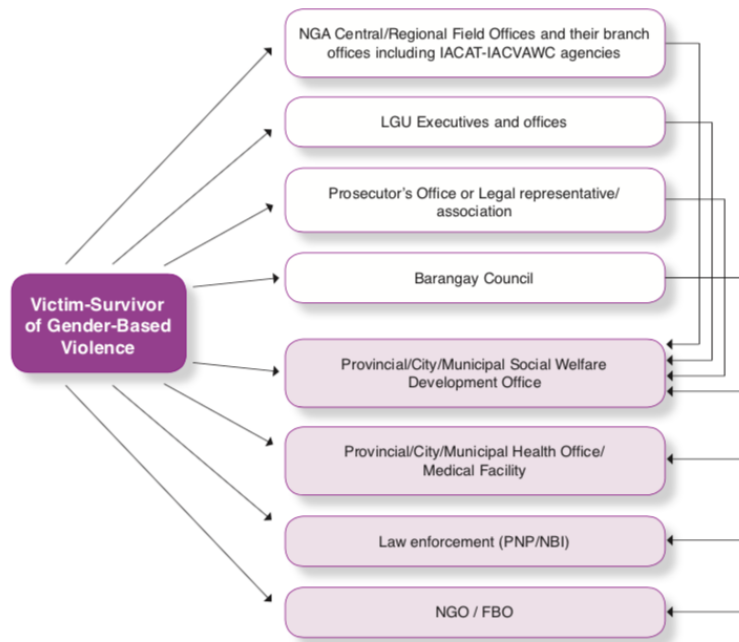 NGA Central/Regional Field Offices and their branch
offices including IACAT-IACVAWC agencies
LGU Executives and offices
Prosecutor's Office or Legal representative/
association
Barangay Council
Victim-Survivor
of Gender-Based
Violence
Provincial/City/Municipal Social Welfare
Development Office
Provincial/City/Municipal Health Office/
Medical Facility
Law enforcement (PNP/NBI)
NGO / FBO